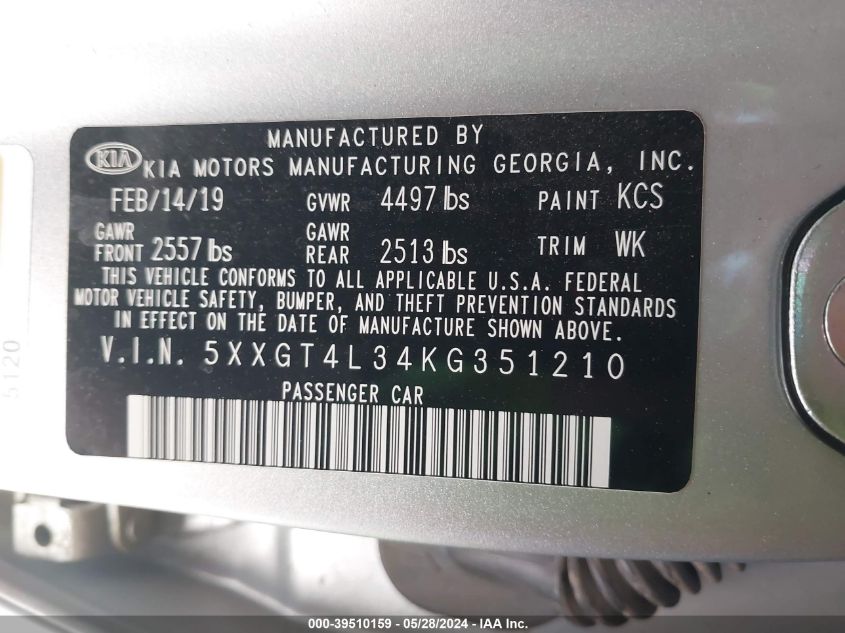 MANUFACTURED BY
KIA KIA MOTORS MANUFACTURING GEORGIA, INC.
FEB/14/19 GVWR 4497 lbs PAINT KCS
GAWR FRONT 2557 lbs GAWR REAR 2513 lbs TRIM WK
THIS VEHICLE CONFORMS TO ALL APPLICABLE U.S.A. FEDERAL
MOTOR VEHICLE SAFETY, BUMPER, AND THEFT PREVENTION STANDARDS
IN EFFECT ON THE DATE OF MANUFACTURE SHOWN ABOVE.
V.I.N. 5XXGT4L34KG351210
PASSENGER CAR
5120
000-39510159 - 05/28/2024 - IAA Inc.